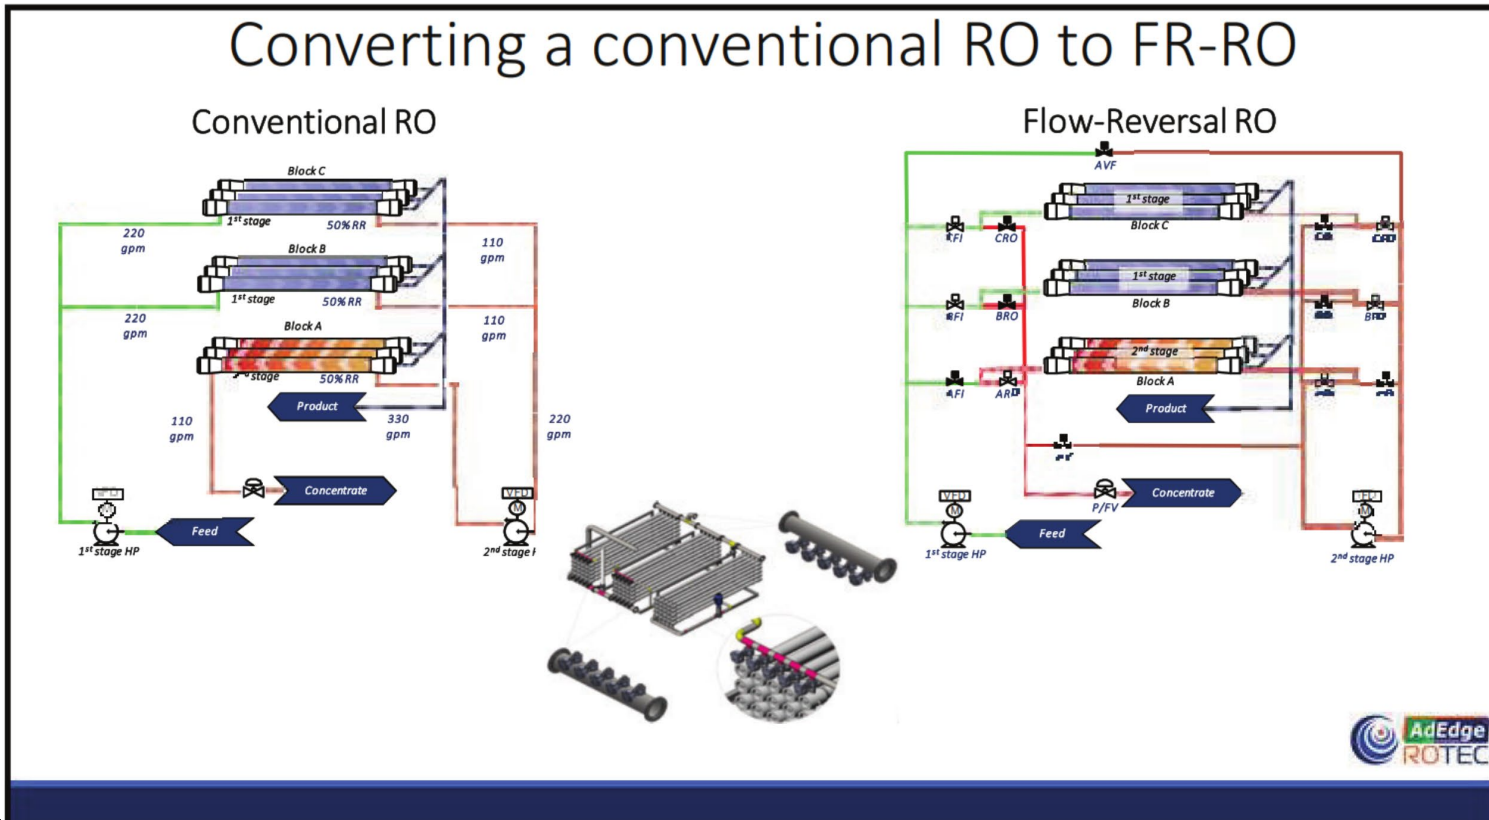 Converting a conventional RO to FR-RO
Conventional RO
Block C
1st stage
50% RR
220
gpm
110
gpm
Block B
1st stage
50% RR
220
gpm
110
gpm
Block A
stage
50% RR
Product
110
gpm
330
gpm
220
gpm
Concentrate
M
VFD
M
Feed
1st stage HP
2nd stage
Flow-Reversal RO
AVF
1st stage
Block C
CRO
1st stage
Block B
BRO
2nd stage
Block A
AFI
Product
Concentrate
P/FV
VFD
M
M
Feed
1st stage HP
2nd stage HP
AdEdge
ROTEC